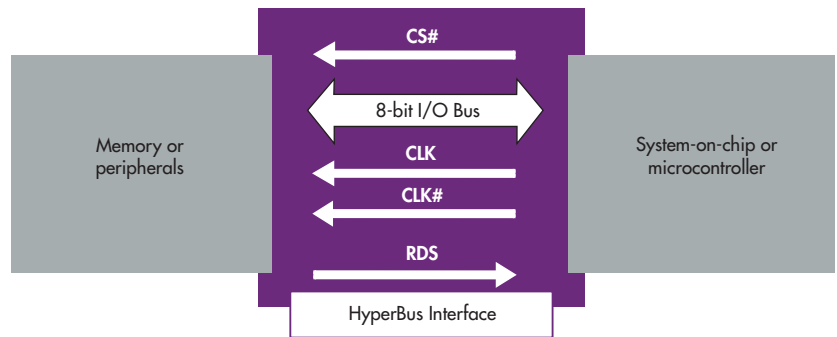 CS#
8-bit I/O Bus
Memory or
peripherals
System-on-chip or
microcontroller
CLK
CLK#
RDS
HyperBus Interface